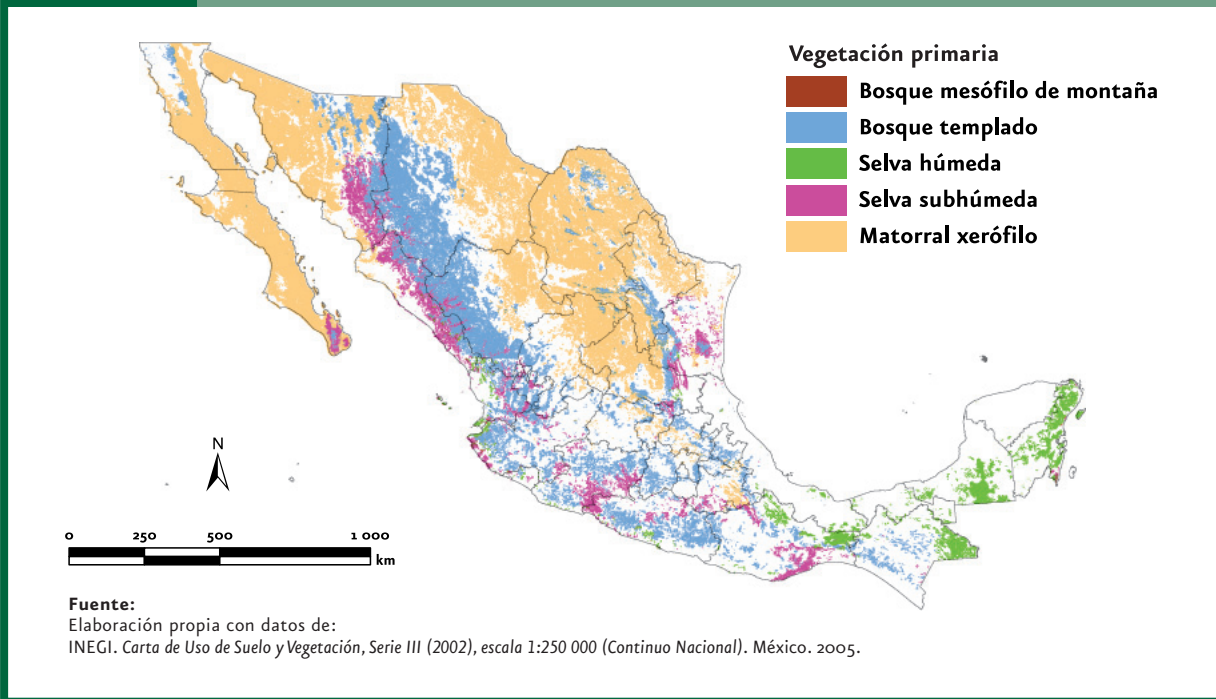 Vegetación primaria
Bosque mesófilo de montaña
Bosque templado
Selva húmeda
Selva subhúmeda
Matorral xerófilo
N
0 250 500 1 000
km
Fuente:
Elaboración propia con datos de:
INEGI. Carta de Uso de Suelo y Vegetación, Serie III (2002), escala 1:250 000 (Continuo Nacional). México. 2005.